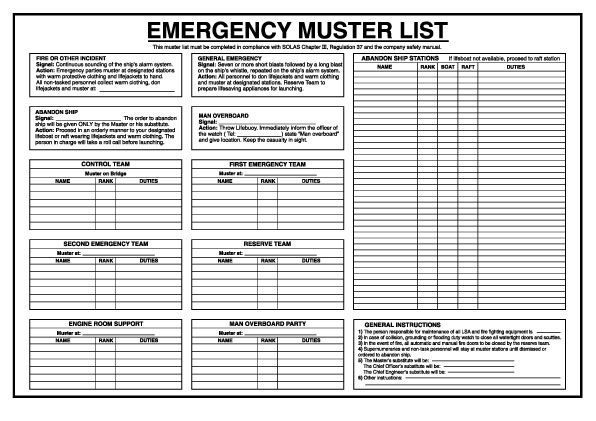 EMERGENCY MUSTER LIST
This muster list must be completed in compliance with SOLAS Chapter III, Regulation 37 and the company safety manual.
FIRE OR OTHER INCIDENT
Signal: Continuous sounding of the ship's alarm system.
Action: Emergency parties muster at designated stations
with warm protective clothing and lifejackets to hand.
All non-tasked personnel collect warm clothing, don
lifejackets and muster at:
GENERAL EMERGENCY
Signal: Seven or more short blasts followed by a long blast
on the ship's whistle, repeated on the ship's alarm system.
Action: All personnel to don lifejackets and warm clothing
and muster at designated stations. Reserve Team to
prepare lifesaving appliances for launching.
ABANDON SHIP
Signal: The order to abandon
ship will be given ONLY by the Master or his substitute.
Action: Proceed in an orderly manner to your designated
lifeboat or raft wearing lifejackets and warm clothing. The
person in charge will take a roll call before launching.
MAN OVERBOARD
Signal:
Action: Throw Lifebuoy. Immediately inform the officer of
the watch ( Tel: ) state "Man overboard"
and give location. Keep the casualty in sight.
CONTROL TEAM
Muster on Bridge
NAME RANK DUTIES
FIRST EMERGENCY TEAM
Muster at:
NAME RANK DUTIES
SECOND EMERGENCY TEAM
Muster at:
NAME RANK DUTIES
RESERVE TEAM
Muster at:
NAME RANK DUTIES
ENGINE ROOM SUPPORT
Muster at:
NAME RANK DUTIES
MAN OVERBOARD PARTY
Muster at:
NAME RANK DUTIES
ABANDON SHIP STATIONS If lifeboat not available, proceed to raft station
NAME RANK BOAT RAFT DUTIES
GENERAL INSTRUCTIONS
1) The person responsible for maintenance of all LSA and fire fighting equipment is
2) In case of collision, grounding or flooding duty watch to close all watertight doors and scuttles.
3) In the event of fire, all automatic and manual fire doors to be closed by the reserve team.
4) Supernumeraries and non-task personnel will stay at muster stations until dismissed or
ordered to abandon ship.
5) The Master's substitute will be:
The Chief Officer's substitute will be:
The Chief Engineer's substitute will be:
6) Other instructions: